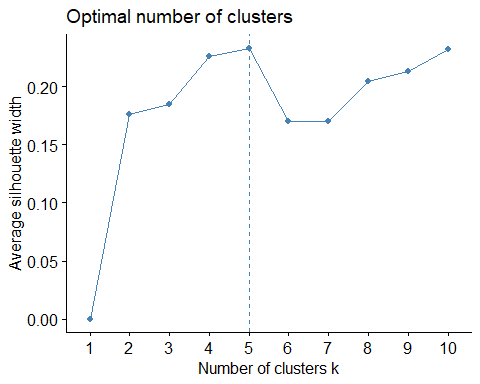 Optimal number of clusters
Average silhouette width
0.20
0.15
0.10
0.05
0.00
1 2 3 4 5 6 7 8 9 10
Number of clusters k